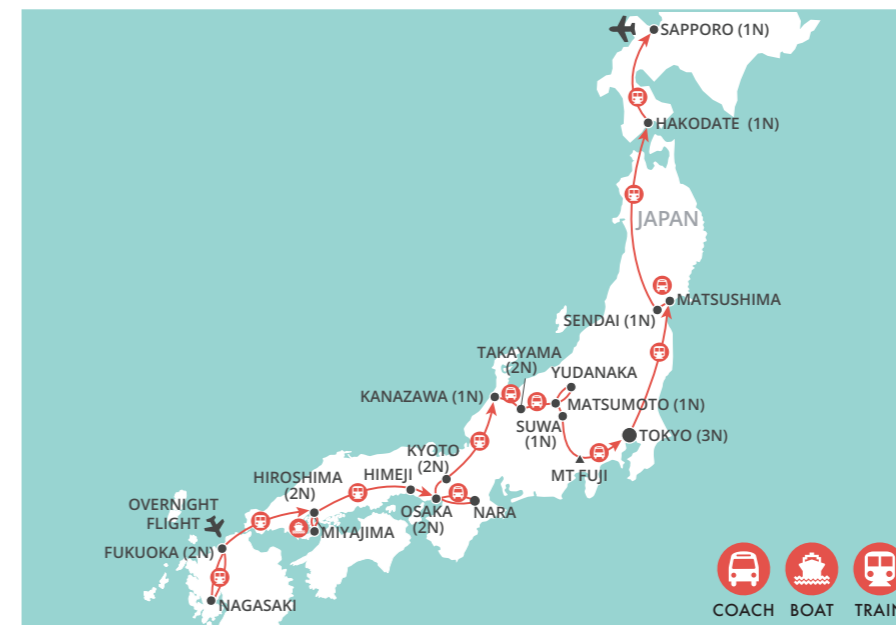 SAPPORO (1N)
HAKODATE (1N)
JAPAN
MATSUSHIMA
SENDAI (1N)
TAKAYAMA
(2N)
YUDANAKA
KANAZAWA (1N)
MATSUMOTO (1N)
SUWA
(1N)
TOKYO (3N)
KYOTO
(2N)
MT FUJI
HIMEJI
HIROSHIMA
(2N)
OSAKA
(2N)
NARA
OVERNIGHT
FLIGHT
MIYAJIMA
FUKUOKA (2N)
NAGASAKI
COACH BOAT TRAIN